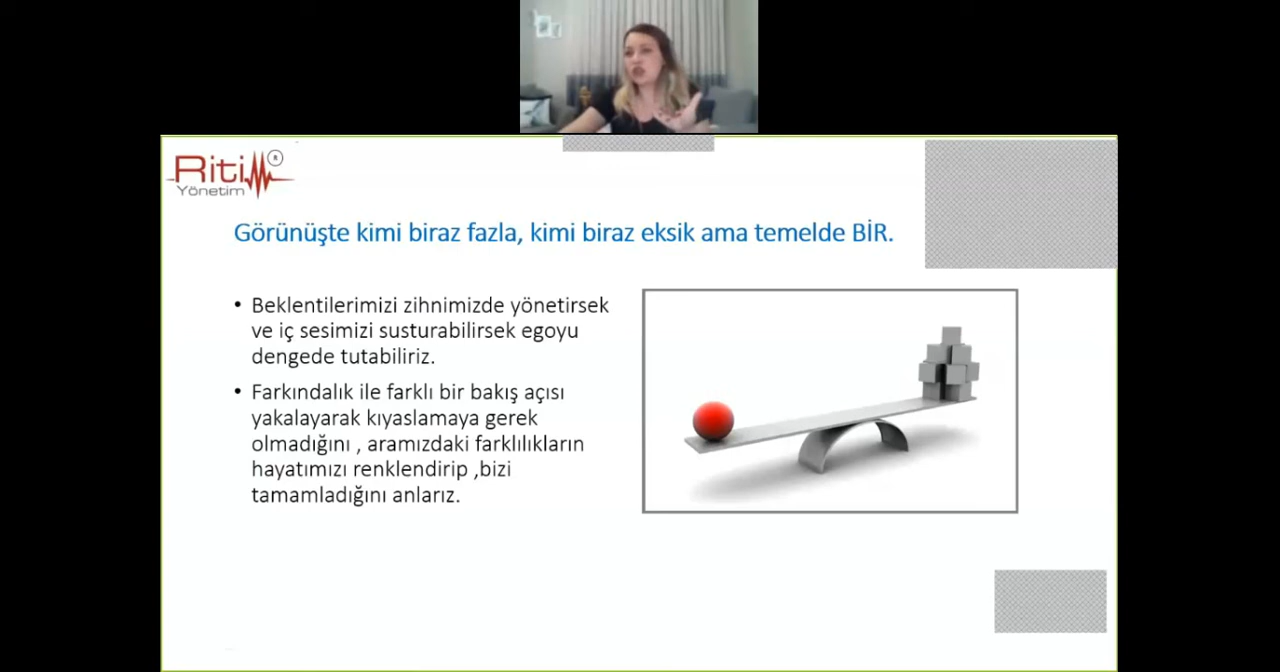 Ritim ®
Yönetim
Görünüşte kimi biraz fazla, kimi biraz eksik ama temelde BİR.
• Beklentilerimizi zihnimizde yönetirsek
ve iç sesimizi susturabilirsek egoyu
dengede tutabiliriz.
• Farkındalık ile farklı bir bakış açısı
yakalayarak kıyaslamaya gerek
olmadığını , aramızdaki farklılıkların
hayatımızı renklendirip ,bizi
tamamladığını anlarız.